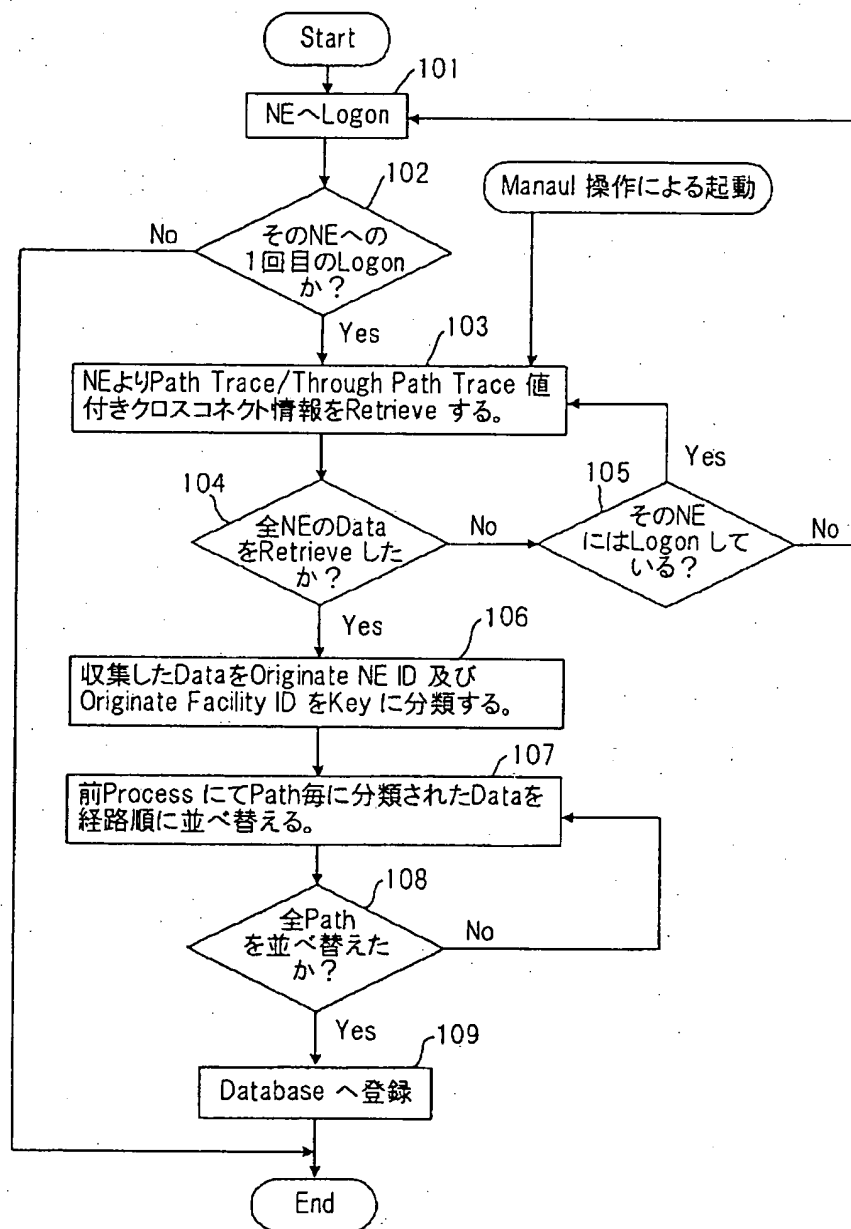 Start
101
NEへLogon
102
Manaul 操作による起動
No
そのNEへの
1回目のLogon
か？
Yes
103
NEよりPath Trace/Through Path Trace 値
付きクロスコネクト情報をRetrieve する。
104
全NEのData
をRetrieve したか？
No
105
Yes
そのNE
にはLogon して
いる？
No
Yes
106
収集したDataをOriginate NE ID 及び
Originate Facility ID をKey に分類する。
107
前Process にてPath毎に分類されたDataを
経路順に並べ替える。
108
全Path
を並べ替えた
か？
No
Yes
109
Database へ登録
End